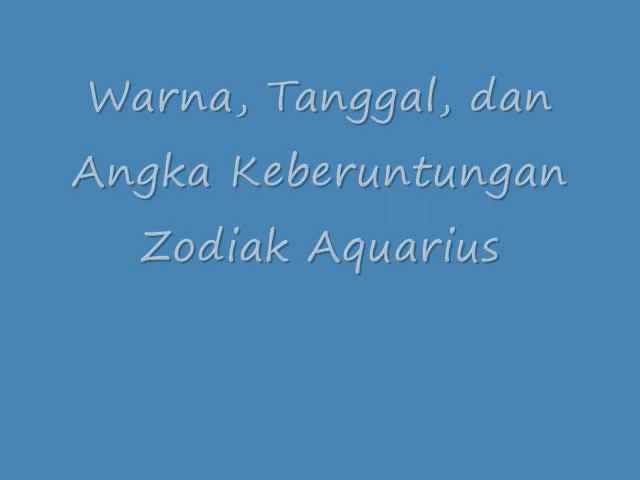 Warna, Tanggal, dan
Angka Keberuntungan
Zodiak Aquarius